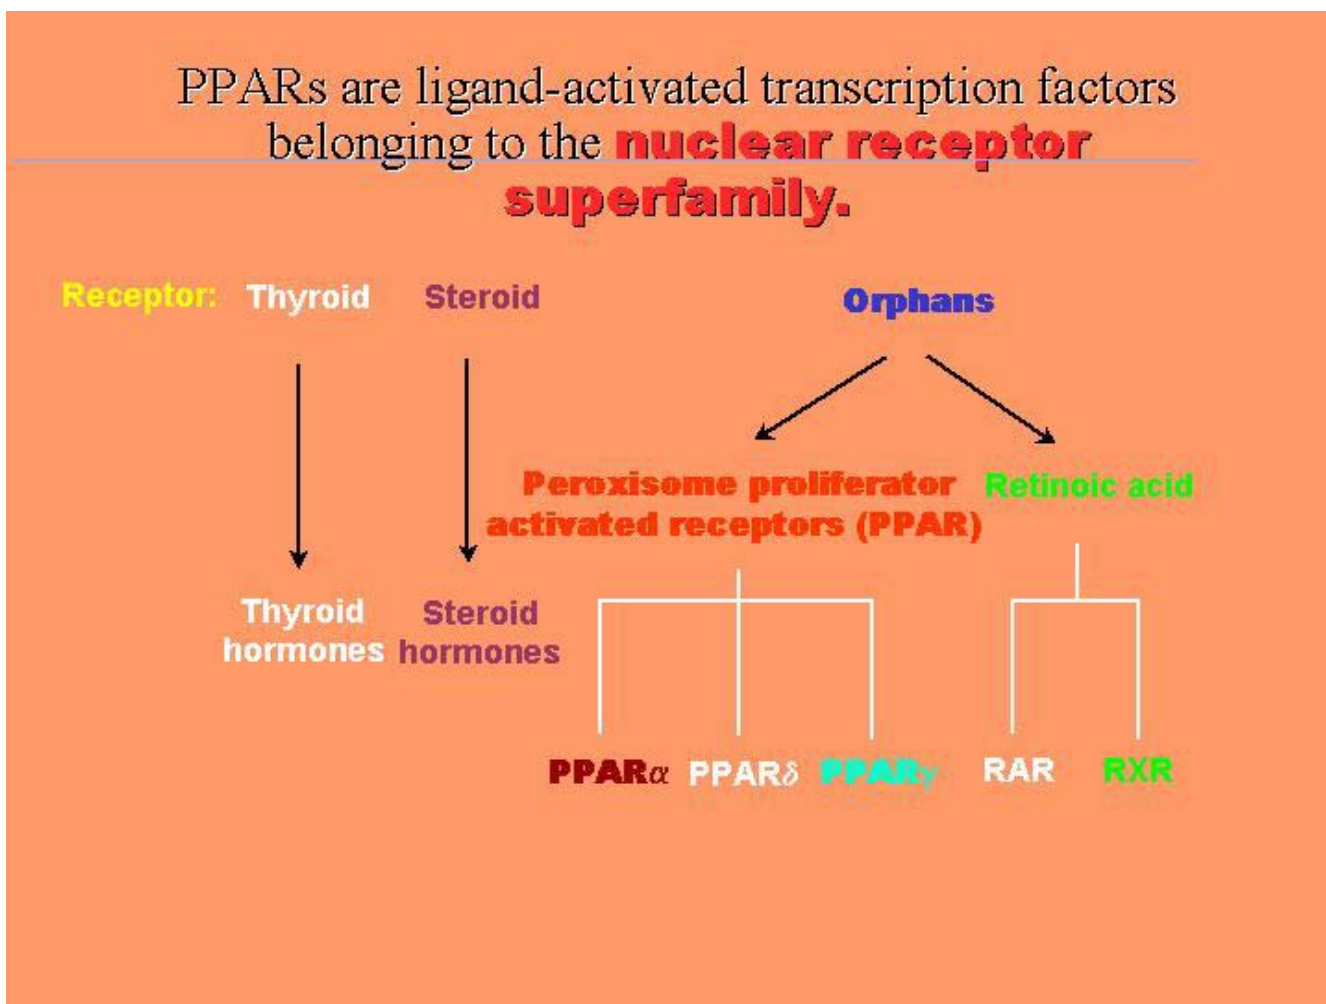 PPARs are ligand-activated transcription factors
belonging to the nuclear receptor
superfamily.
Receptor: Thyroid Steroid Orphans
Peroxisome proliferator Retinoic acid
activated receptors (PPAR)
Thyroid Steroid
hormones hormones
PPARα PPARδ PPARγ RAR RXR